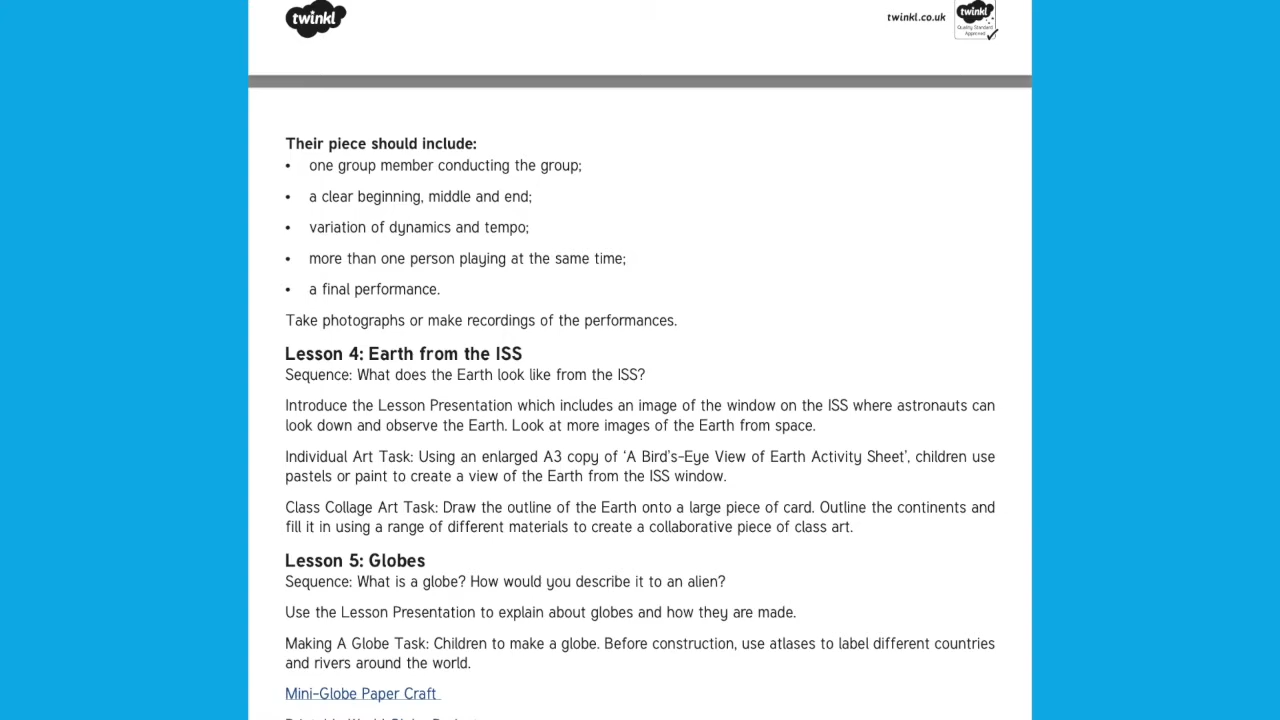 twinkl
twinkl.co.uk
twinkl
Quality Standard
Approved
Their piece should include:
• one group member conducting the group;
• a clear beginning, middle and end;
• variation of dynamics and tempo;
• more than one person playing at the same time;
• a final performance.
Take photographs or make recordings of the performances.
Lesson 4: Earth from the ISS
Sequence: What does the Earth look like from the ISS?
Introduce the Lesson Presentation which includes an image of the window on the ISS where astronauts can
look down and observe the Earth. Look at more images of the Earth from space.
Individual Art Task: Using an enlarged A3 copy of ‘A Bird’s-Eye View of Earth Activity Sheet’, children use
pastels or paint to create a view of the Earth from the ISS window.
Class Collage Art Task: Draw the outline of the Earth onto a large piece of card. Outline the continents and
fill it in using a range of different materials to create a collaborative piece of class art.
Lesson 5: Globes
Sequence: What is a globe? How would you describe it to an alien?
Use the Lesson Presentation to explain about globes and how they are made.
Making A Globe Task: Children to make a globe. Before construction, use atlases to label different countries
and rivers around the world.
Mini-Globe Paper Craft